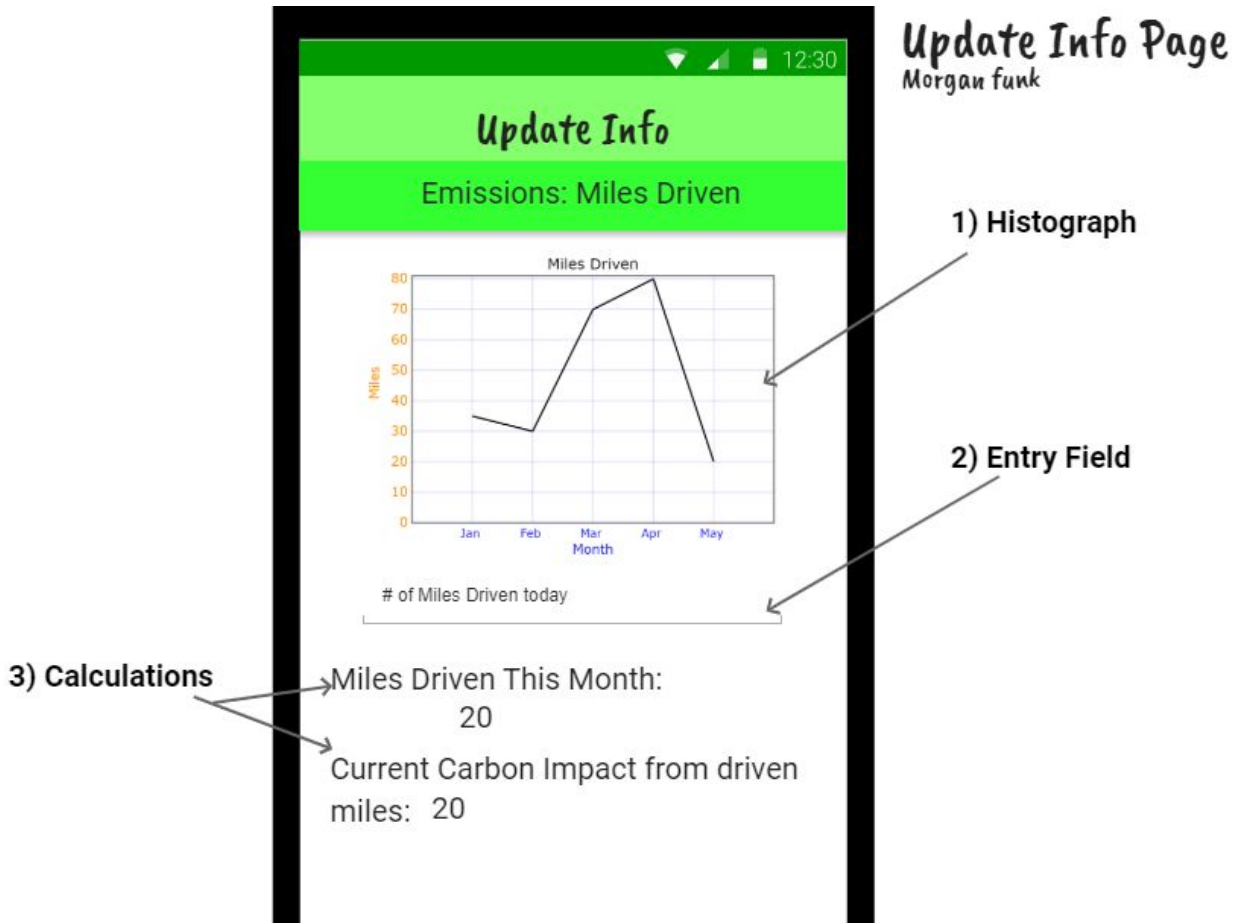 Update Info Page
Morgan funk
12:30
Update Info
Emissions: Miles Driven
1) Histograph
Miles Driven
80
70
60
50
40
30
20
10
0
Miles
Jan Feb Mar Apr May
Month
2) Entry Field
# of Miles Driven today
3) Calculations
Miles Driven This Month:
20
Current Carbon Impact from driven
miles: 20